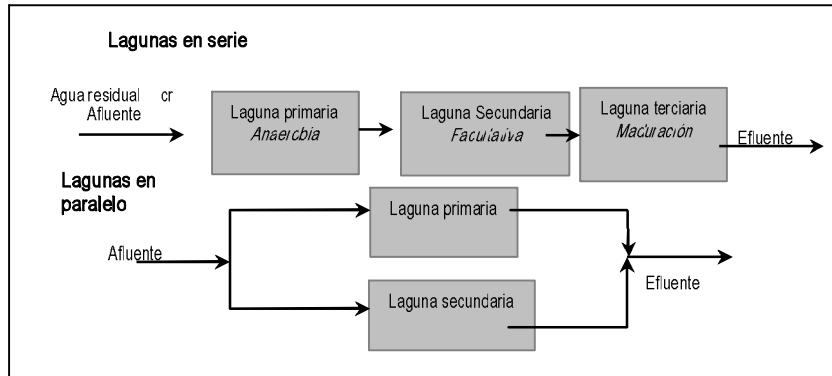 Lagunas en serie
Agua residual cr
Afluente
Laguna primaria
Anaerobia
Laguna Secundaria
Facultativa
Laguna terciaria
Maduración
Efluente
Lagunas en
paralelo
Afluente
Laguna primaria
Laguna secundaria
Efluente